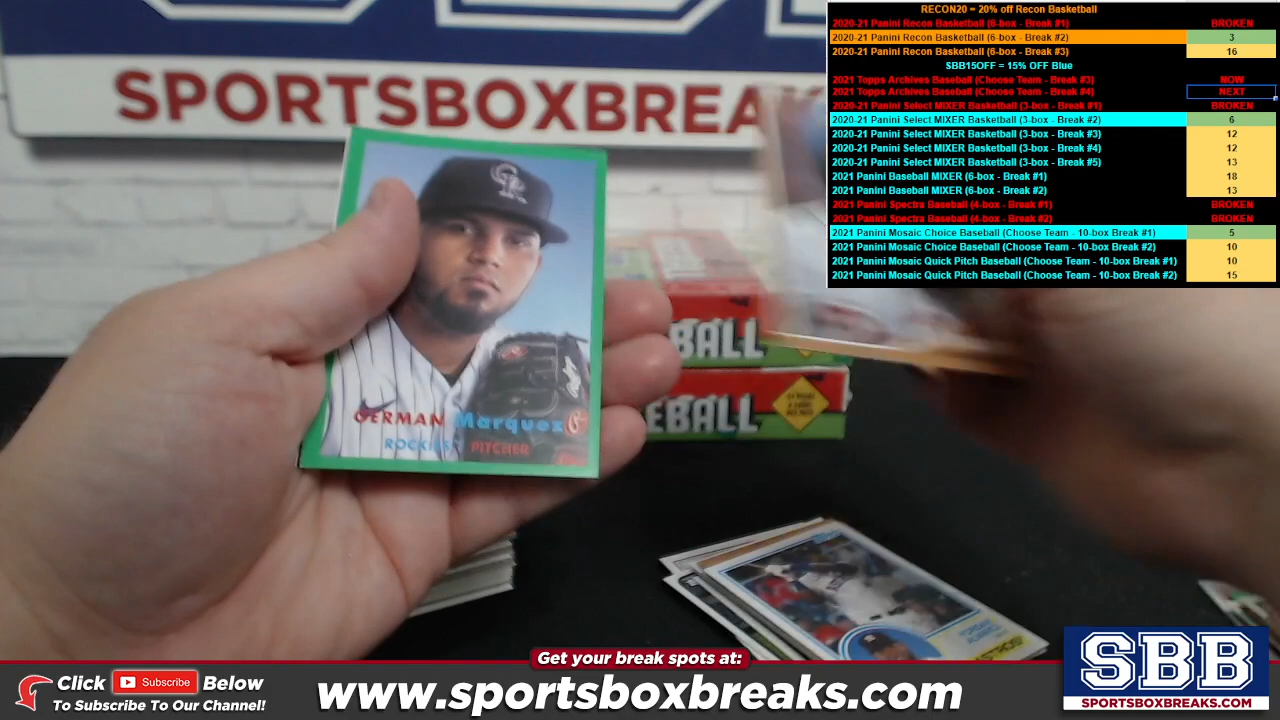 RECON20 = 20% off Recon Basketball
2020-21 Panini Recon Basketball (6-box - Break #1) BROKEN
2020-21 Panini Recon Basketball (6-box - Break #2) 3
2020-21 Panini Recon Basketball (6-box - Break #3) 16
SBB15OFF = 15% OFF Blue
2021 Topps Archives Baseball (Choose Team - Break #3) NOW
2021 Topps Archives Baseball (Choose Team - Break #4) NEXT
2020-21 Panini Select MIXER Basketball (3-box - Break #1) BROKEN
2020-21 Panini Select MIXER Basketball (3-box - Break #2) 6
2020-21 Panini Select MIXER Basketball (3-box - Break #3) 12
2020-21 Panini Select MIXER Basketball (3-box - Break #4) 12
2020-21 Panini Select MIXER Basketball (3-box - Break #5) 13
2021 Panini Baseball MIXER (6-box - Break #1) 18
2021 Panini Baseball MIXER (6-box - Break #2) 13
2021 Panini Spectra Baseball (4-box - Break #1) BROKEN
2021 Panini Spectra Baseball (4-box - Break #2) BROKEN
2021 Panini Mosaic Choice Baseball (Choose Team - 10-box Break #1) 5
2021 Panini Mosaic Choice Baseball (Choose Team - 10-box Break #2) 10
2021 Panini Mosaic Quick Pitch Baseball (Choose Team - 10-box Break #1) 10
2021 Panini Mosaic Quick Pitch Baseball (Choose Team - 10-box Break #2) 15
SPORTSBOXBREAK
CR
BALL
EBALL
GERMAN Marquez
ROCKIES PITCHER
YORDAN
ALVAREZ
ASTROS
Get your break spots at:
Click Subscribe Below
To Subscribe To Our Channel!
www.sportsboxbreaks.com
SBB
SPORTSBOXBREAKS.COM